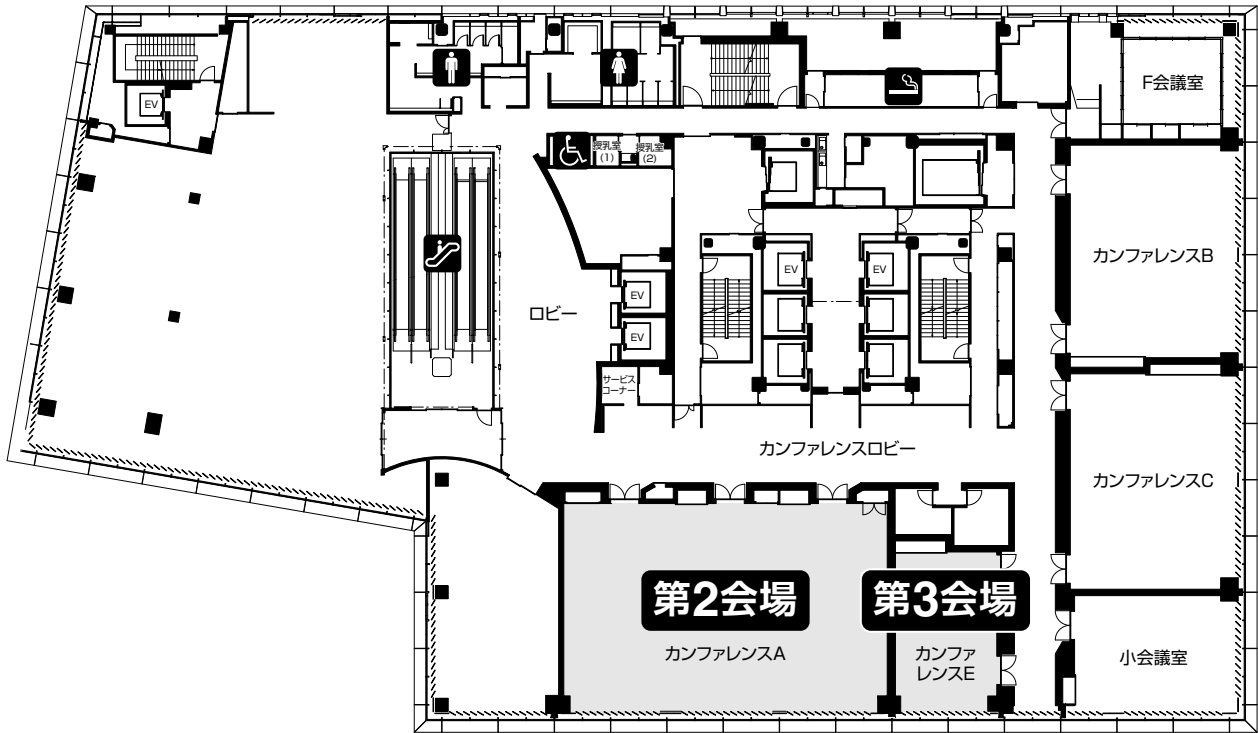 F会議室
EV
授乳室
(1)
授乳室
(2)
カンファレンスB
EV
EV
EV
ロビー
EV
サービス
コーナー
カンファレンスロビー
カンファレンスC
第2会場
第3会場
カンファレンスA
カンファ
レンスE
小会議室